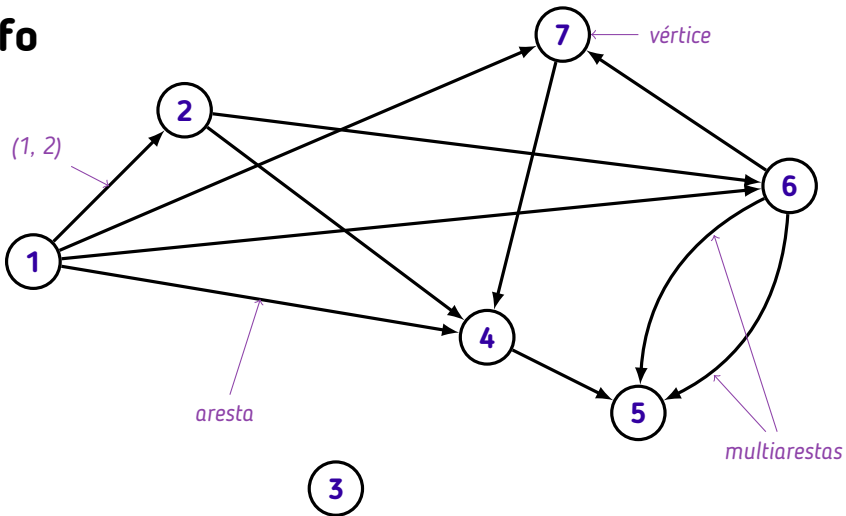 fo
7
vértice
2
(1, 2)
6
1
4
aresta
5
multiarestas
3